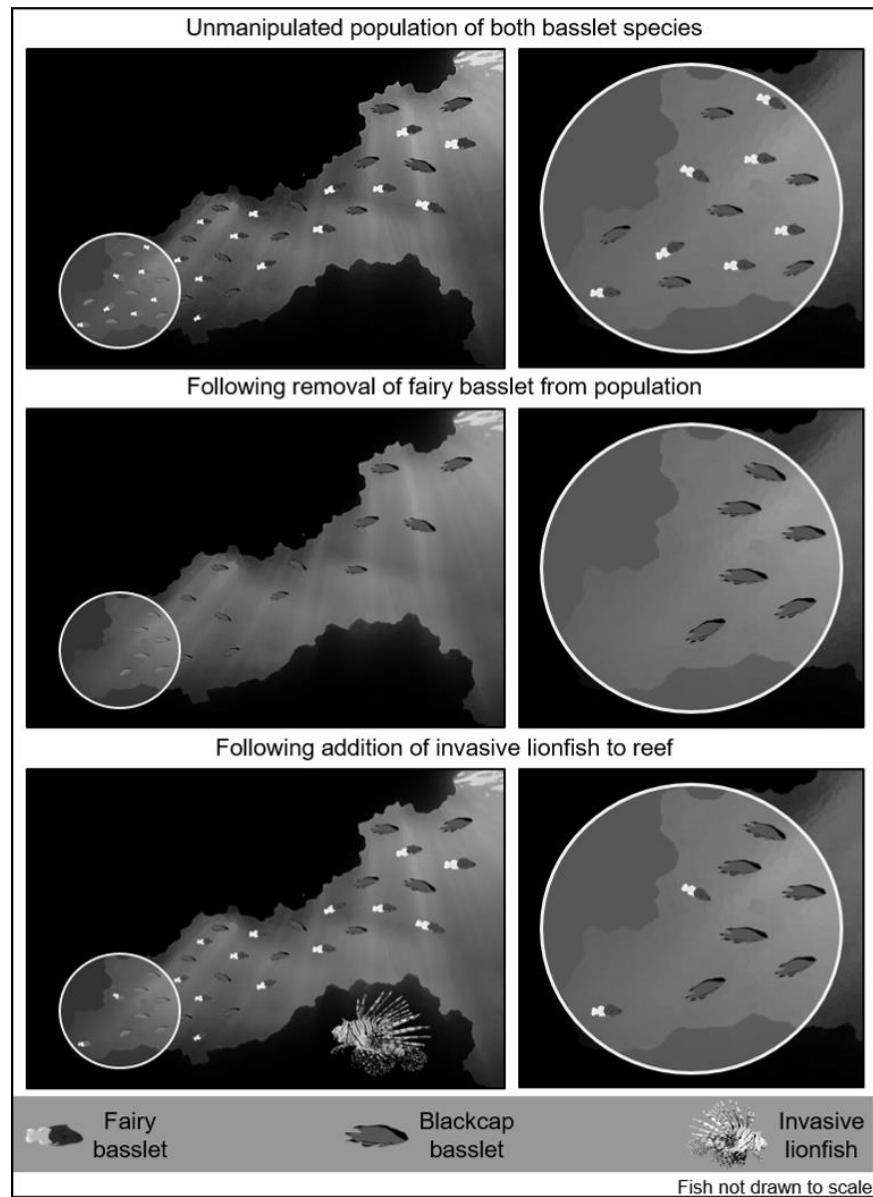 Unmanipulated population of both basslet species
Following removal of fairy basslet from population
Following addition of invasive lionfish to reef
Fairy
basslet
Blackcap
basslet
Invasive
lionfish
Fish not drawn to scale